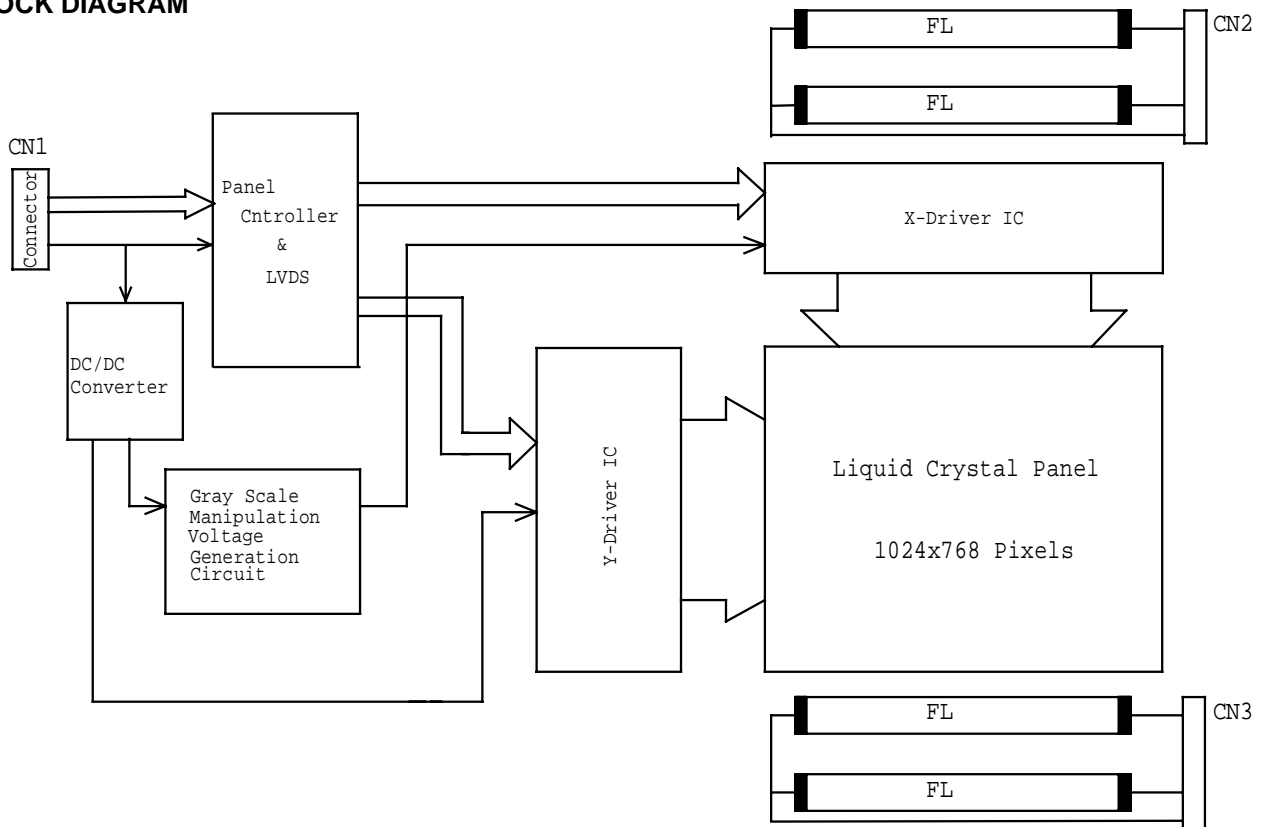 OCK DIAGRAM
FL
CN2
FL
CN1
Connector
Panel
Cntroller
&
LVDS
X-Driver IC
DC/DC
Converter
Gray Scale
Manipulation
Voltage
Generation
Circuit
Y-Driver IC
Liquid Crystal Panel
1024x768 Pixels
FL
CN3
FL